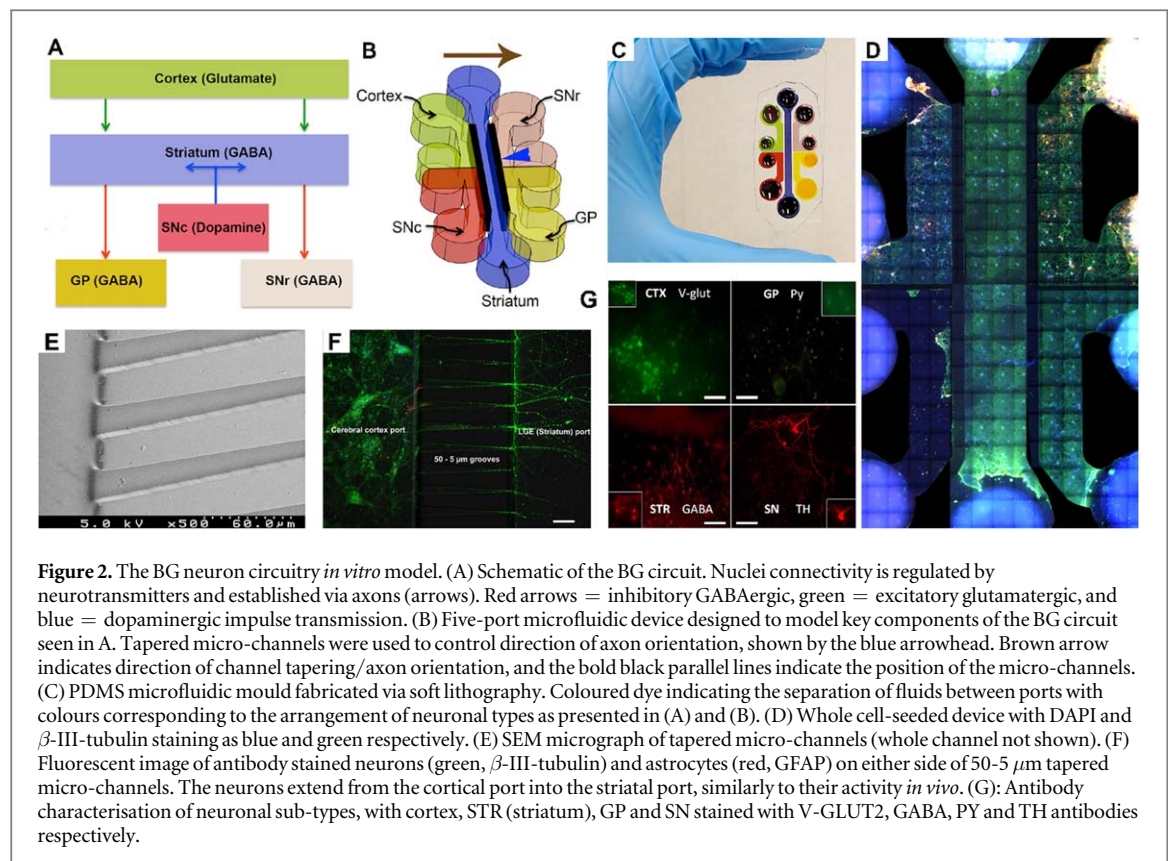 A
Cortex (Glutamate)
Striatum (GABA)
SNc (Dopamine)
GP (GABA)
SNr (GABA)
B
Cortex
SNr
SNc
GP
Striatum
C
D
E
5.0 kV x500 60.0μm
F
Cerebral cortex port
50 - 5 μm grooves
LGE (Striatum) port
G
CTX V-glut
GP Py
STR GABA
SN TH
Figure 2. The BG neuron circuitry in vitro model. (A) Schematic of the BG circuit. Nuclei connectivity is regulated by
neurotransmitters and established via axons (arrows). Red arrows = inhibitory GABAergic, green = excitatory glutamatergic, and
blue = dopaminergic impulse transmission. (B) Five-port microfluidic device designed to model key components of the BG circuit
seen in A. Tapered micro-channels were used to control direction of axon orientation, shown by the blue arrowhead. Brown arrow
indicates direction of channel tapering/axon orientation, and the bold black parallel lines indicate the position of the micro-channels.
(C) PDMS microfluidic mould fabricated via soft lithography. Coloured dye indicating the separation of fluids between ports with
colours corresponding to the arrangement of neuronal types as presented in (A) and (B). (D) Whole cell-seeded device with DAPI and
β-III-tubulin staining as blue and green respectively. (E) SEM micrograph of tapered micro-channels (whole channel not shown). (F)
Fluorescent image of antibody stained neurons (green, β-III-tubulin) and astrocytes (red, GFAP) on either side of 50-5 μm tapered
micro-channels. The neurons extend from the cortical port into the striatal port, similarly to their activity in vivo. (G): Antibody
characterisation of neuronal sub-types, with cortex, STR (striatum), GP and SN stained with V-GLUT2, GABA, PY and TH antibodies
respectively.